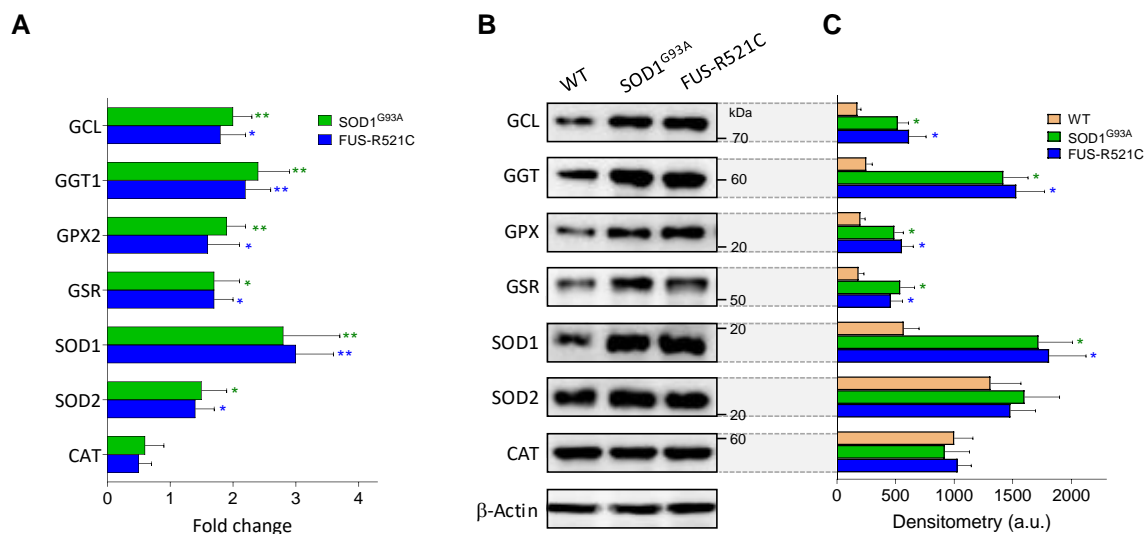 A
SOD1G93A
FUS-R521C
GCL
** 
*
GGT1
**
**
GPX2
**
*
GSR
*
*
SOD1
**
**
SOD2
*
*
CAT
0 1 2 3 4
Fold change
B
WT SOD1G93A FUS-R521C
GCL
kDa
70
GGT
60
GPX
20
GSR
50
SOD1
20
SOD2
20
CAT
60
β-Actin
C
WT
SOD1G93A
FUS-R521C
*
*
*
*
*
*
*
*
*
*
0 500 1000 1500 2000
Densitometry (a.u.)